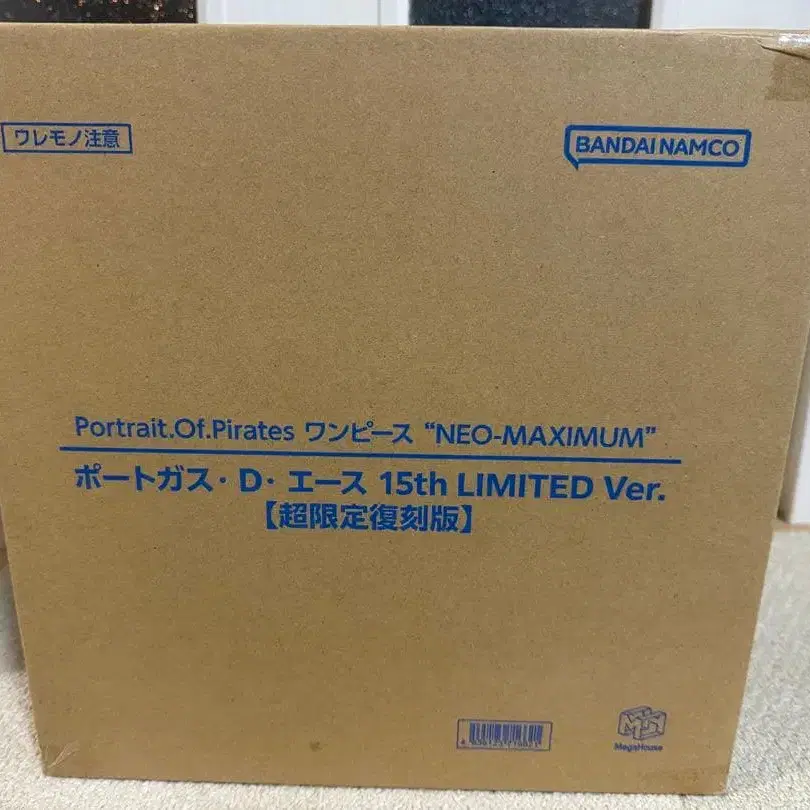 ワレモノ注意
BANDAI NAMCO
Portrait.Of.Pirates ワンピース “NEO-MAXIMUM”
ポートガス・D・エース 15th LIMITED Ver.
【超限定復刻版】
MegaHouse